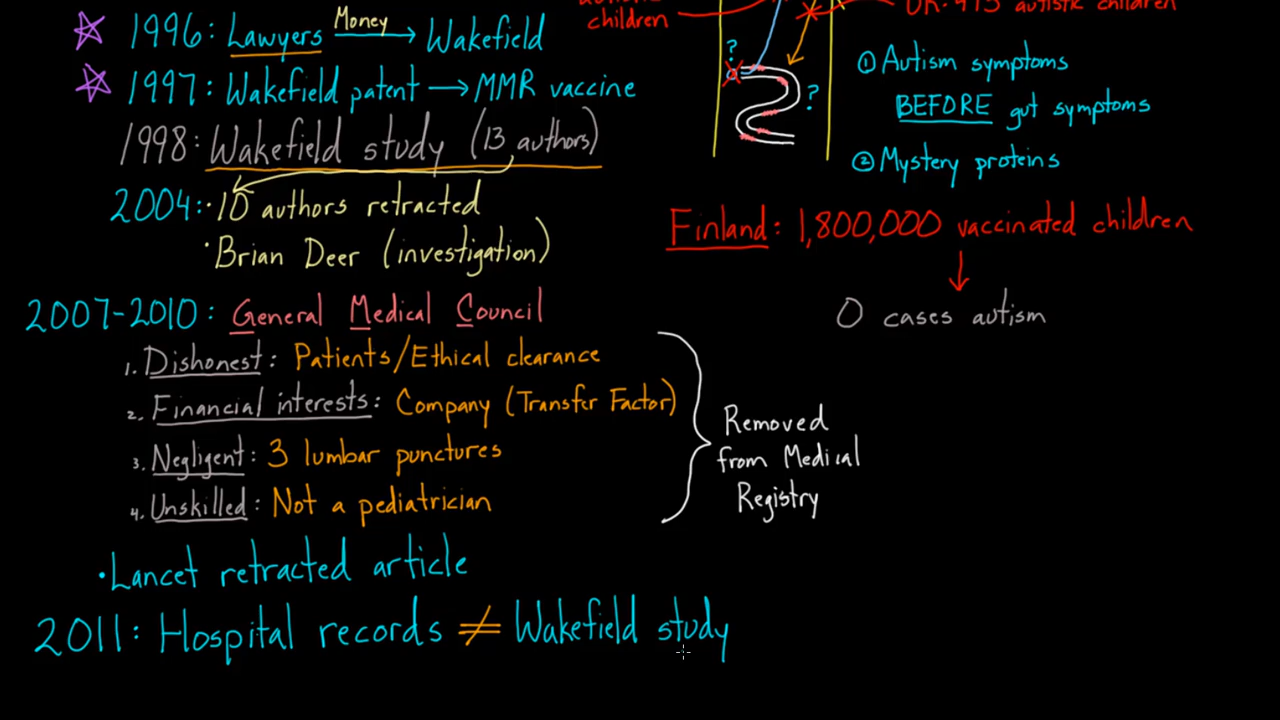 1996: Lawyers Money Wakefield
1997: Wakefield patent → MMR vaccine
1998: Wakefield study (13 authors)
2004: · 10 authors retracted
· Brian Deer (investigation)
2007-2010: General Medical Council
1. Dishonest: Patients/Ethical clearance
2. Financial interests: Company (Transfer Factor)
3. Negligent: 3 lumbar punctures
4. Unskilled: Not a pediatrician
Removed
from Medical
Registry
· Lancet retracted article
2011: Hospital records ≠ Wakefield study
children
autistic children
?
?
① Autism symptoms
BEFORE gut symptoms
② Mystery proteins
Finland: 1,800,000 vaccinated children
0 cases autism